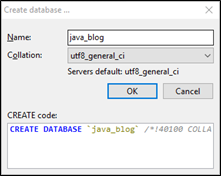 Create database ...
Name:
java_blog
Collation:
utf8_general_ci
Servers default: utf8_general_ci
OK
Cancel
CREATE code:
CREATE DATABASE `java_blog` /*!40100 COLLA